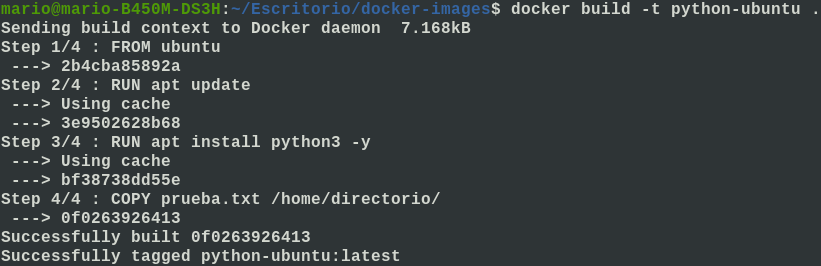 mario@mario-B450M-DS3H:~/Escritorio/docker-images$ docker build -t python-ubuntu .
Sending build context to Docker daemon  7.168kB
Step 1/4 : FROM ubuntu
 ---> 2b4cba85892a
Step 2/4 : RUN apt update
 ---> Using cache
 ---> 3e9502628b68
Step 3/4 : RUN apt install python3 -y
 ---> Using cache
 ---> bf38738dd55e
Step 4/4 : COPY prueba.txt /home/directorio/
 ---> 0f0263926413
Successfully built 0f0263926413
Successfully tagged python-ubuntu:latest